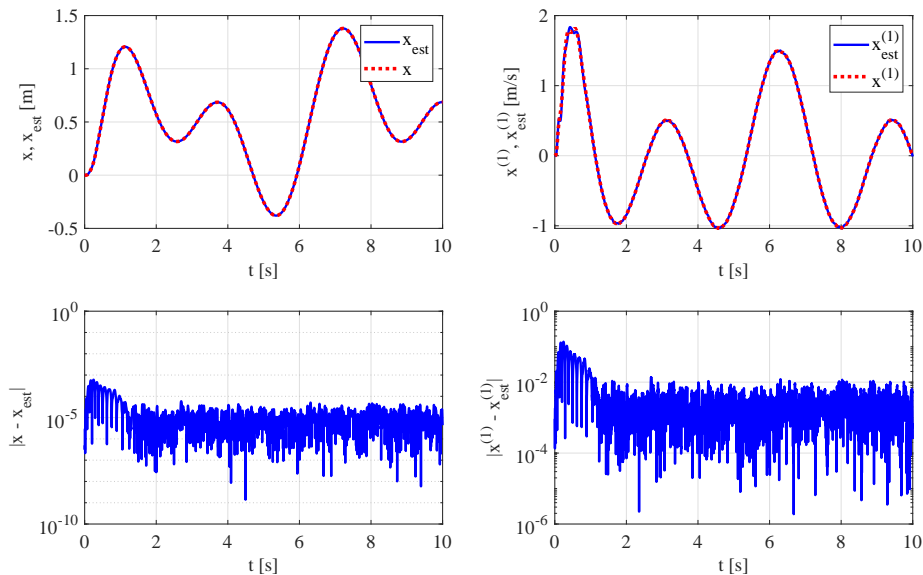 1.5
1
0.5
0
-0.5
0 2 4 6 8 10
t [s]
x, x_est [m]
x_est
x
2
1
0
-1
0 2 4 6 8 10
t [s]
x^(1), x_est^(1) [m/s]
x_est^(1)
x^(1)
10^0
10^-5
10^-10
0 2 4 6 8 10
t [s]
|x - x_est|
10^0
10^-2
10^-4
10^-6
0 2 4 6 8 10
t [s]
|x^(1) - x_est^(1)|